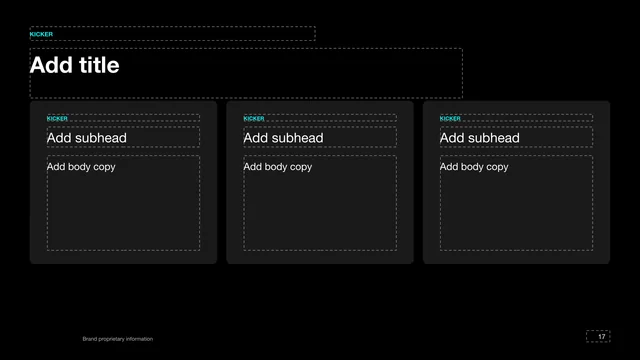 KICKER
Add title
KICKER
Add subhead
Add body copy
KICKER
Add subhead
Add body copy
KICKER
Add subhead
Add body copy
Brand proprietary information
17